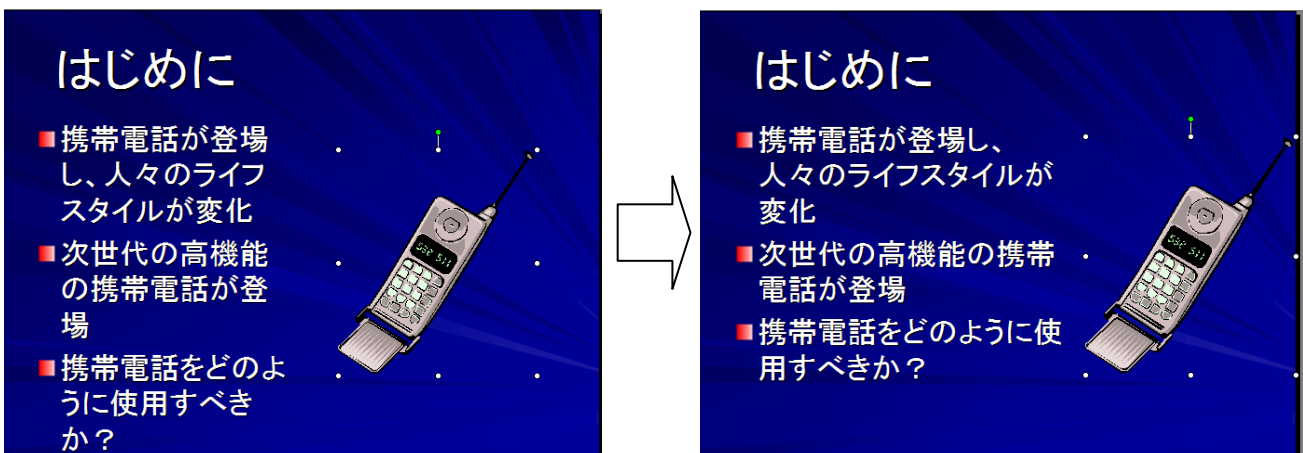 はじめに
携帯電話が登場
し、人々のライフ
スタイルが変化
次世代の高機能
の携帯電話が登
場
携帯電話をどのよ
うに使用すべき
か？
はじめに
携帯電話が登場し、
人々のライフスタイルが
変化
次世代の高機能の携帯
電話が登場
携帯電話をどのように使
用すべきか？